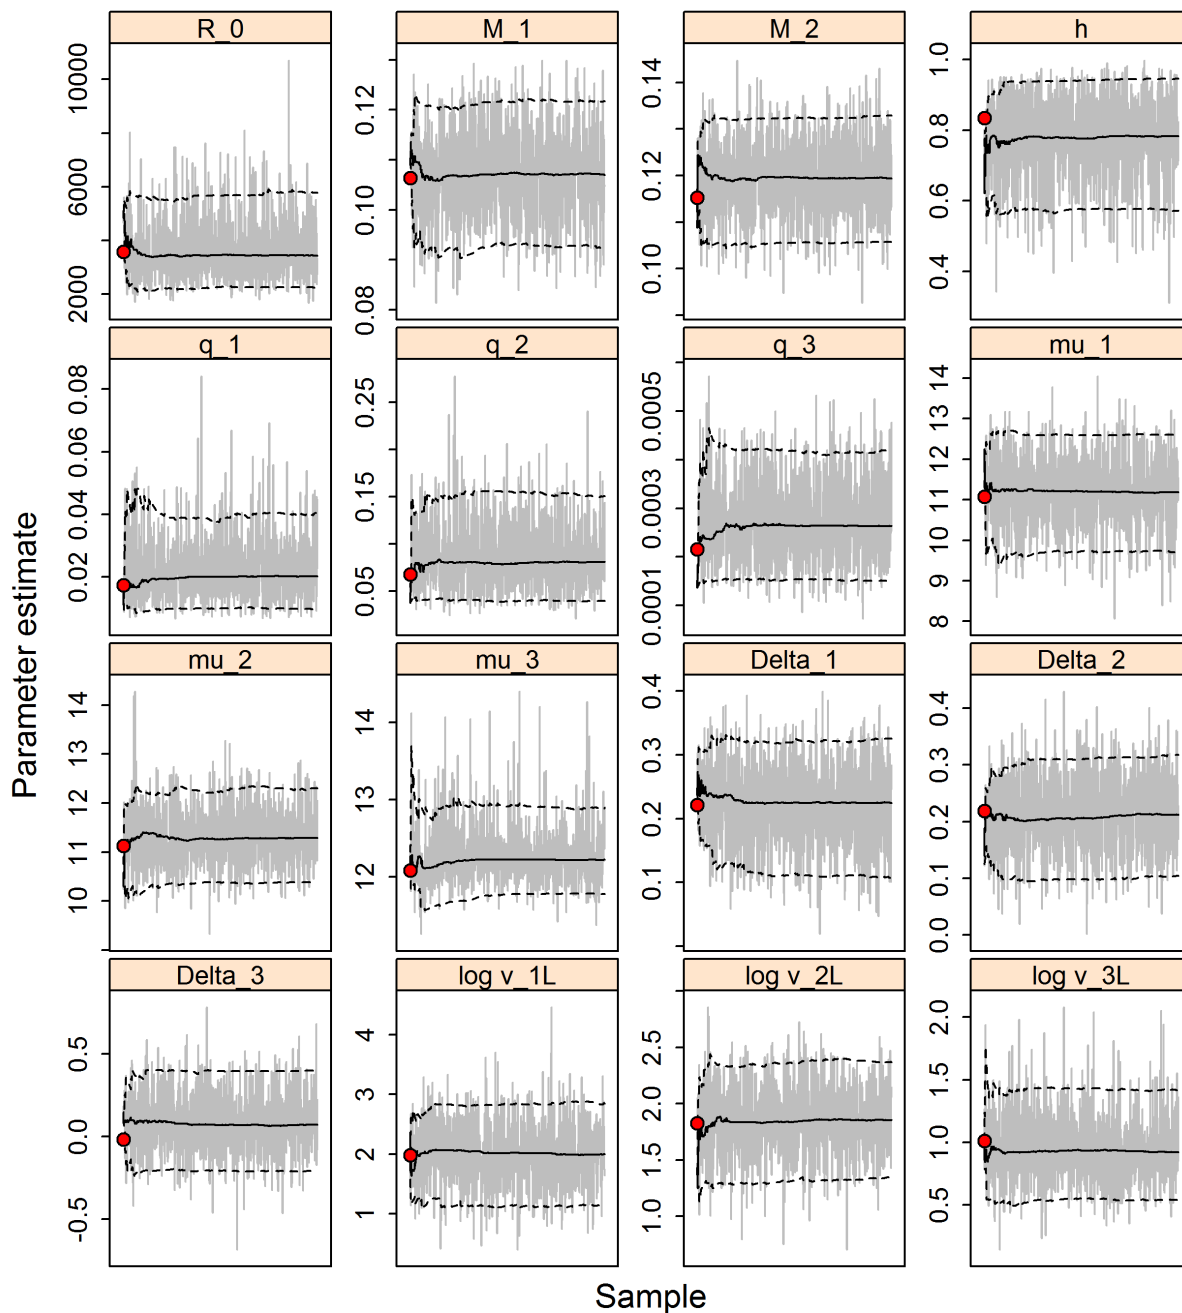 R_0 M_1 M_2 h
10000 6000 2000
0.12 0.10 0.08
0.14 0.12 0.10
1.0 0.8 0.6 0.4
q_1 q_2 q_3 mu_1
0.08 0.06 0.04 0.02
0.25 0.15 0.05
0.0005 0.0003 0.0001
14 13 12 11 10 9 8
mu_2 mu_3 Delta_1 Delta_2
14 13 12 11 10
14 13 12
0.4 0.3 0.2 0.1
0.4 0.3 0.2 0.1 0.0
Delta_3 log v_1L log v_2L log v_3L
0.5 0.0 -0.5
4 3 2 1
2.5 2.0 1.5 1.0
2.0 1.5 1.0 0.5
Parameter estimate
Sample